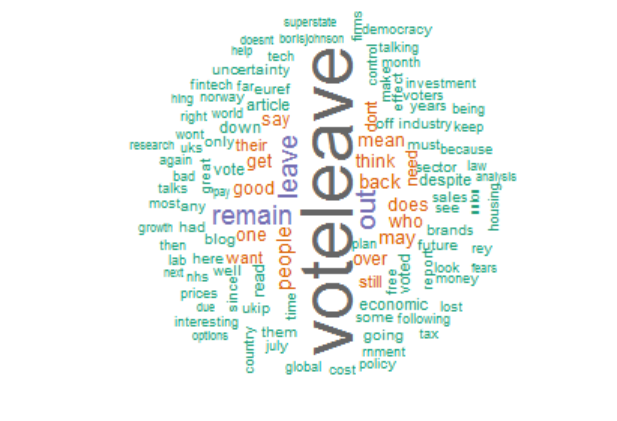 superstate
firms
democracy
doesnt
borisjohnson
help
tech
control
talking
uncertainty
make
month
fintech
far
euref
effect
investment
hing
norway
article
voters
right
world
say
dont
years
being
wont
down
off
industry
keep
research
uks
only
their
leave
voteleave
mean
must
because
again
great
vote
get
think
need
sector
law
bad
talks
pay
good
back
despite
analysis
most
any
remain
out
does
sales
see
housing
growth
had
blog
one
people
plan
who
may
brands
then
future
rey
lab
here
want
over
next
nhs
well
since
read
still
free
voted
report
look
fears
money
prices
due
ukip
time
economic
lost
interesting
some
following
options
country
them
july
going
tax
rnment
global
cost
policy